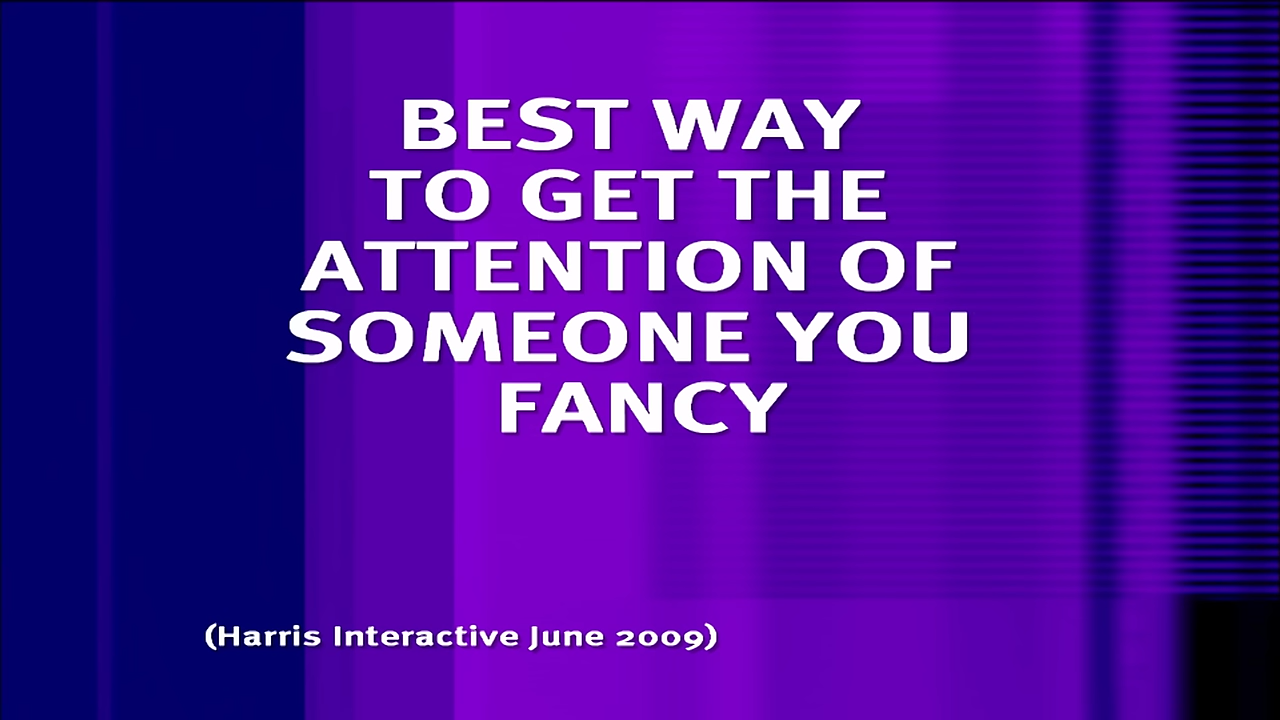 BEST WAY
TO GET THE
ATTENTION OF
SOMEONE YOU
FANCY
(Harris Interactive June 2009)